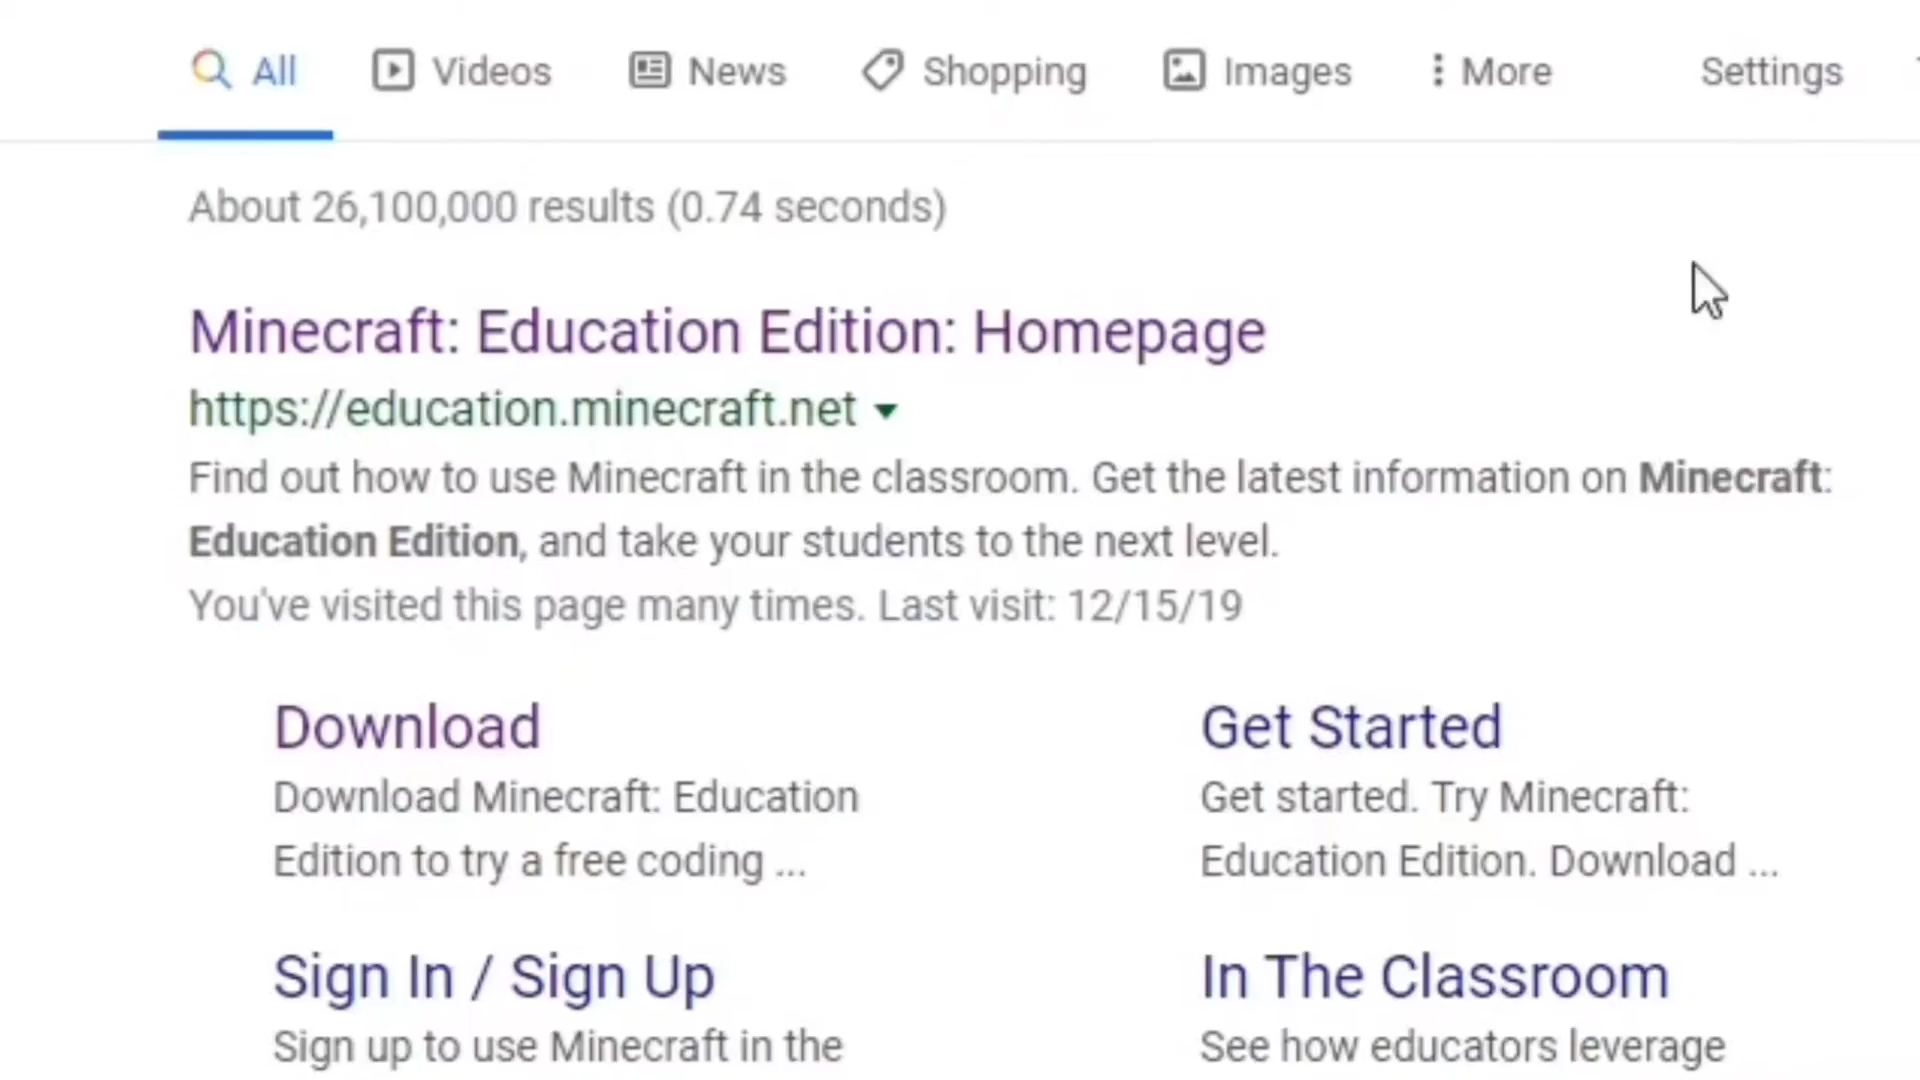 All Videos News Shopping Images More Settings
About 26,100,000 results (0.74 seconds)
Minecraft: Education Edition: Homepage
https://education.minecraft.net
Find out how to use Minecraft in the classroom. Get the latest information on Minecraft:
Education Edition, and take your students to the next level.
You've visited this page many times. Last visit: 12/15/19
Download
Download Minecraft: Education
Edition to try a free coding ...
Get Started
Get started. Try Minecraft:
Education Edition. Download ...
Sign In / Sign Up
Sign up to use Minecraft in the
In The Classroom
See how educators leverage